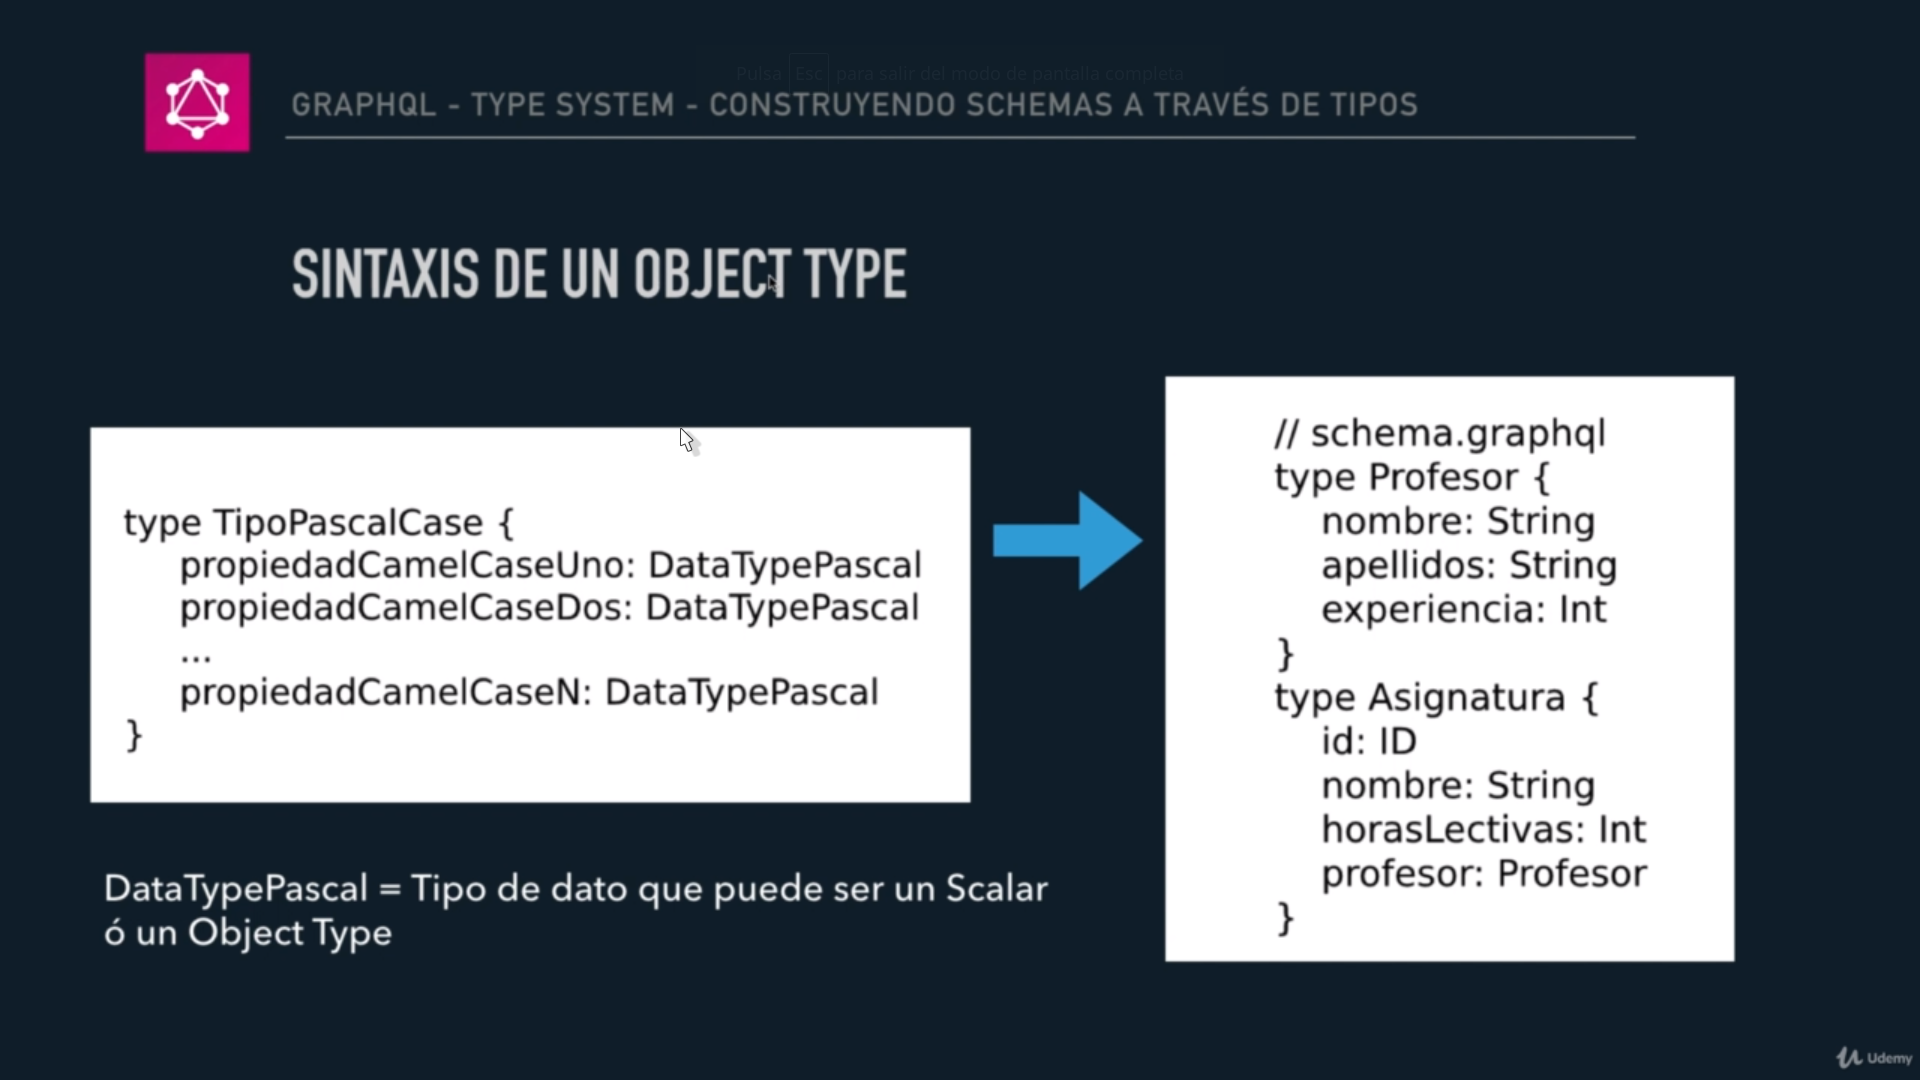 Pulsa Esc para salir del modo de pantalla completa
GRAPHQL - TYPE SYSTEM - CONSTRUYENDO SCHEMAS A TRAVÉS DE TIPOS
SINTAXIS DE UN OBJECT TYPE
type TipoPascalCase {
propiedadCamelCaseUno: DataTypePascal
propiedadCamelCaseDos: DataTypePascal
...
propiedadCamelCaseN: DataTypePascal
}
DataTypePascal = Tipo de dato que puede ser un Scalar
ó un Object Type
// schema.graphql
type Profesor {
nombre: String
apellidos: String
experiencia: Int
}
type Asignatura {
id: ID
nombre: String
horasLectivas: Int
profesor: Profesor
}
Udemy